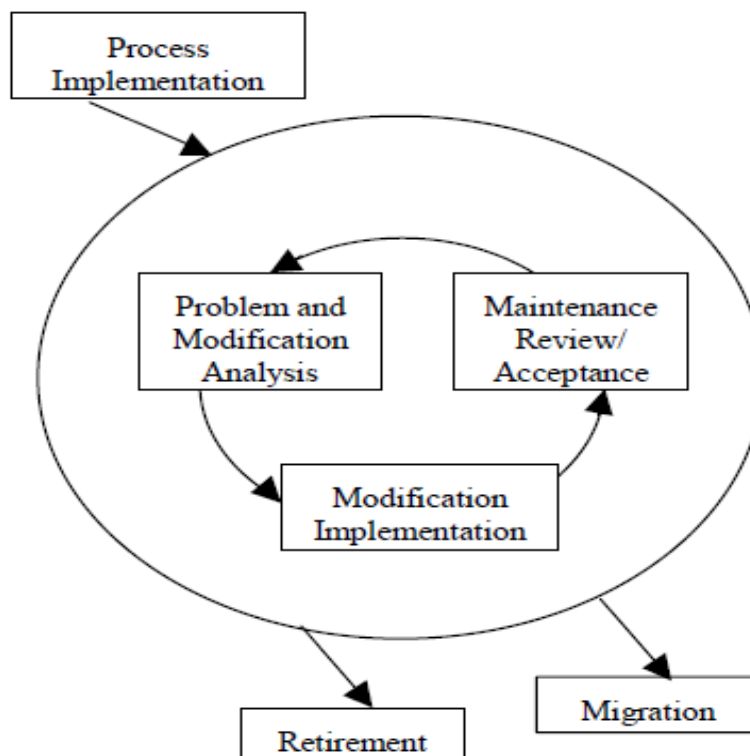 Process
Implementation
Problem and
Modification
Analysis
Maintenance
Review/
Acceptance
Modification
Implementation
Retirement
Migration